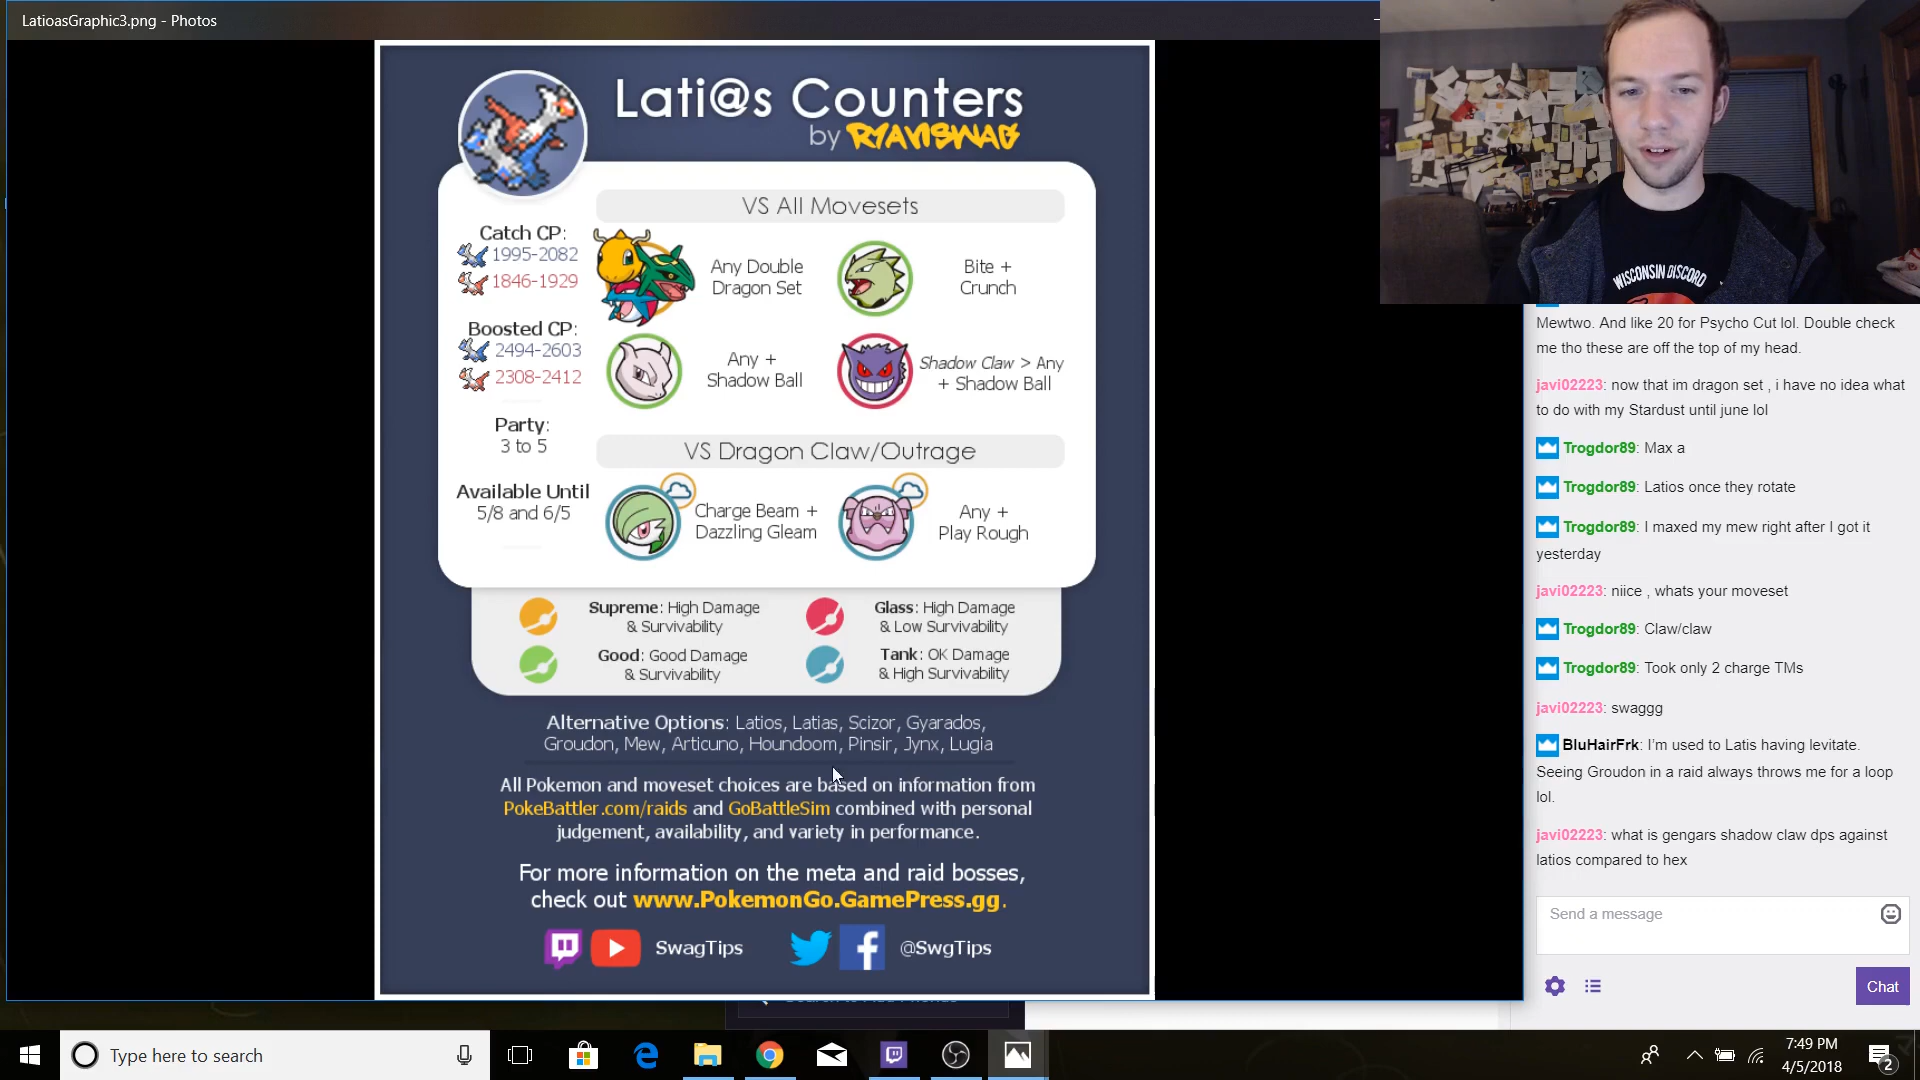 LatioasGraphic3.png - Photos
Lati@s Counters
by RYANSWAG
VS All Movesets
Catch CP:
1995-2082
1846-1929
Boosted CP:
2494-2603
2308-2412
Party:
3 to 5
Available Until
5/8 and 6/5
Any Double
Dragon Set
Bite +
Crunch
Any +
Shadow Ball
Shadow Claw > Any
+ Shadow Ball
VS Dragon Claw/Outrage
Charge Beam +
Dazzling Gleam
Any +
Play Rough
Supreme: High Damage
& Survivability
Glass: High Damage
& Low Survivability
Good: Good Damage
& Survivability
Tank: OK Damage
& High Survivability
Alternative Options: Latios, Latias, Scizor, Gyarados,
Groudon, Mew, Articuno, Houndoom, Pinsir, Jynx, Lugia
All Pokemon and moveset choices are based on information from
PokeBattler.com/raids and GoBattleSim combined with personal
judgement, availability, and variety in performance.
For more information on the meta and raid bosses,
check out www.PokemonGo.GamePress.gg.
SwagTips
@SwgTips
WISCONSIN DISCORD
Mewtwo. And like 20 for Psycho Cut lol. Double check
me tho these are off the top of my head.
javi02223: now that im dragon set , i have no idea what
to do with my Stardust until june lol
Trogdor89: Max a
Trogdor89: Latios once they rotate
Trogdor89: I maxed my mew right after I got it
yesterday
javi02223: niice , whats your moveset
Trogdor89: Claw/claw
Trogdor89: Took only 2 charge TMs
javi02223: swaggg
BluHairFrk: I'm used to Latis having levitate.
Seeing Groudon in a raid always throws me for a loop
lol.
javi02223: what is gengars shadow claw dps against
latios compared to hex
Send a message
Chat
Type here to search
7:49 PM
4/5/2018
2